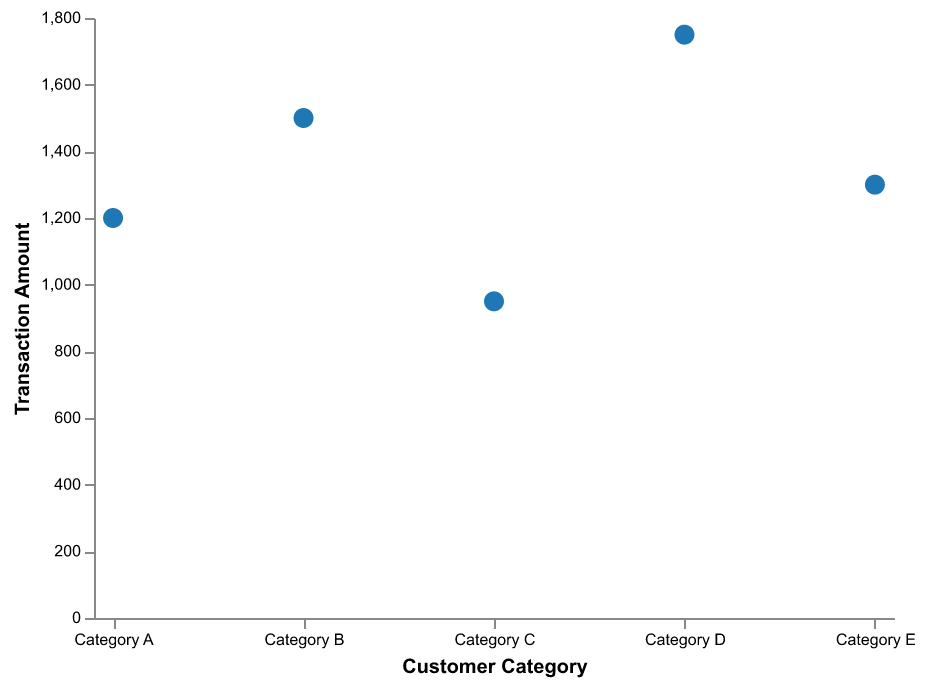 1,800
1,600
1,400
1,200
1,000
800
600
400
200
0
Transaction Amount
Category A
Category B
Category C
Category D
Category E
Customer Category